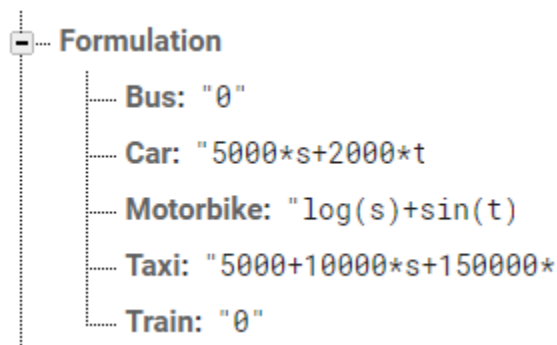 Formulation
Bus: "0"
Car: "5000*s+2000*t
Motorbike: "log(s)+sin(t)
Taxi: "5000+10000*s+150000*
Train: "0"